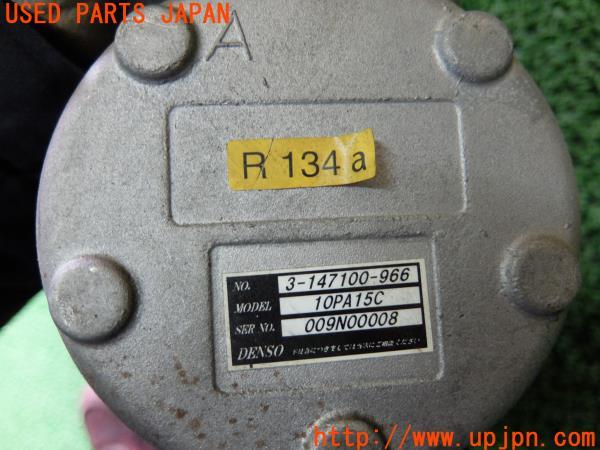 USED PARTS JAPAN
A
R 134 a
NO. 3-147100-966
MODEL 10PA15C
SER NO. 009N00008
DENSO
http://www.upjpn.com/